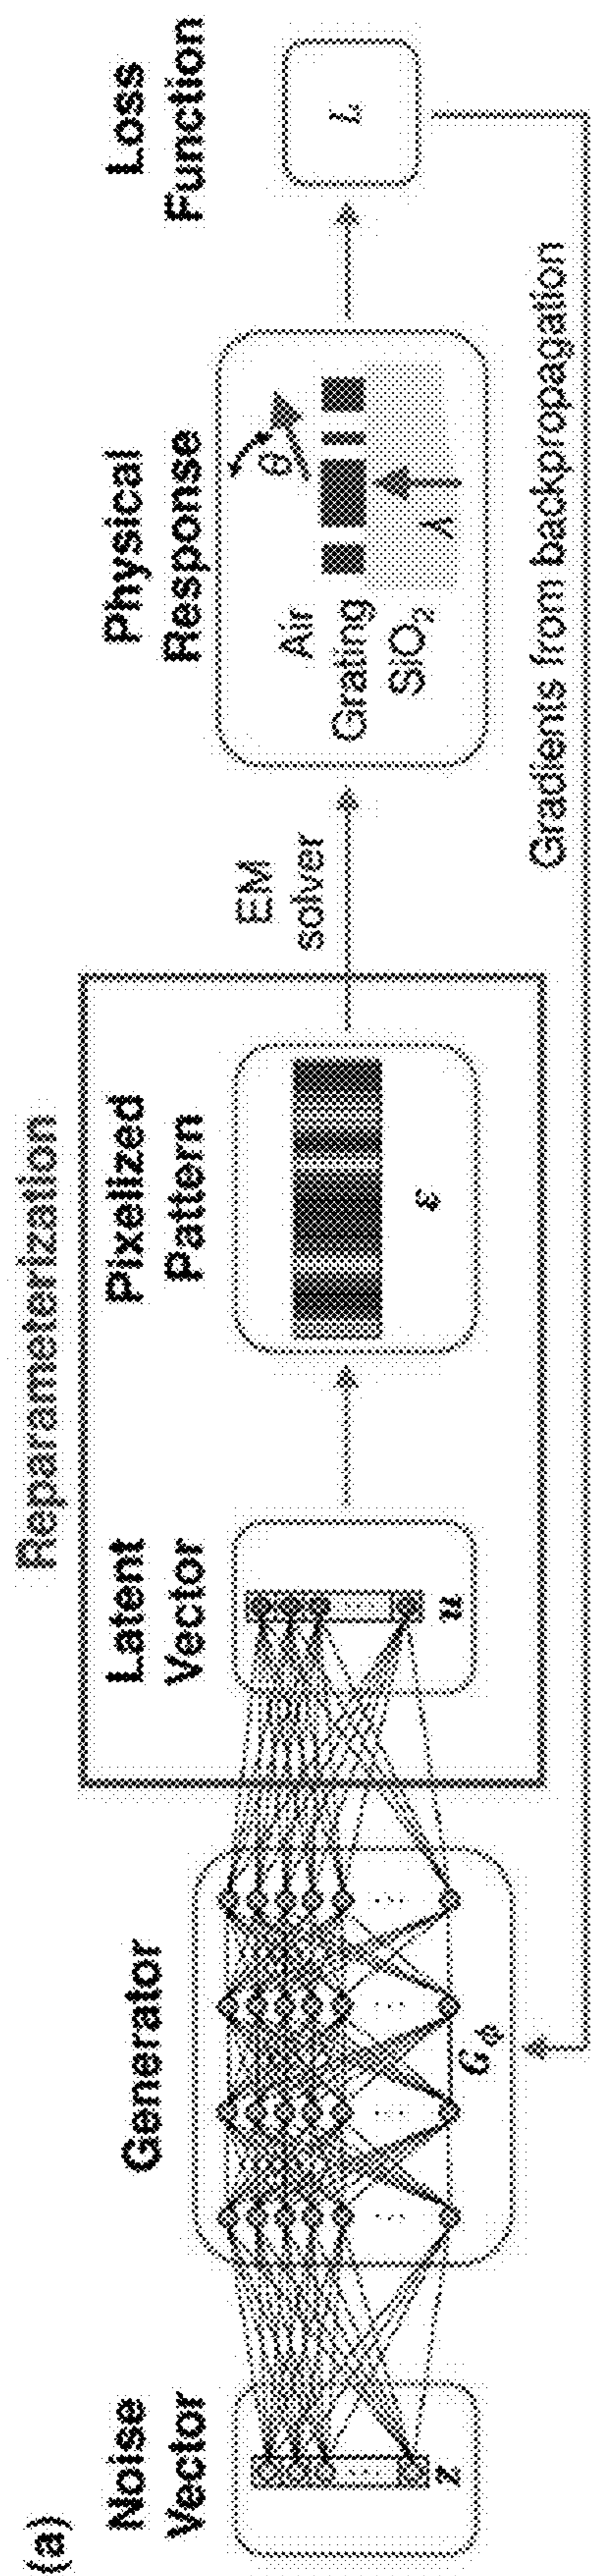 (a)
Reparameterization
Noise
Vector
Generator
Latent
Vector
Pixelized
Pattern
Physical
Response
Loss
Function
z
G_ϕ
u
ε
EM
solver
Air
Grating
SiO₂
θ
λ
L
Gradients from backpropagation